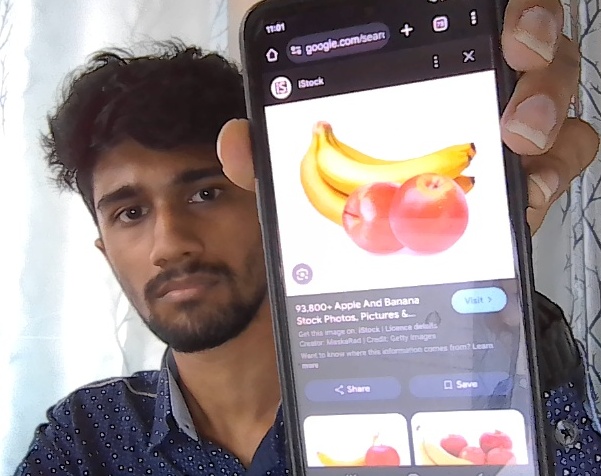 11:01
google.com/sear
iStock
93,800+ Apple And Banana
Stock Photos, Pictures &...
Visit >
Get this image on: iStock | Licence details
Creator: MaskaRad | Credit: Getty Images
Want to know where this information comes from? Learn
more
Share
Save